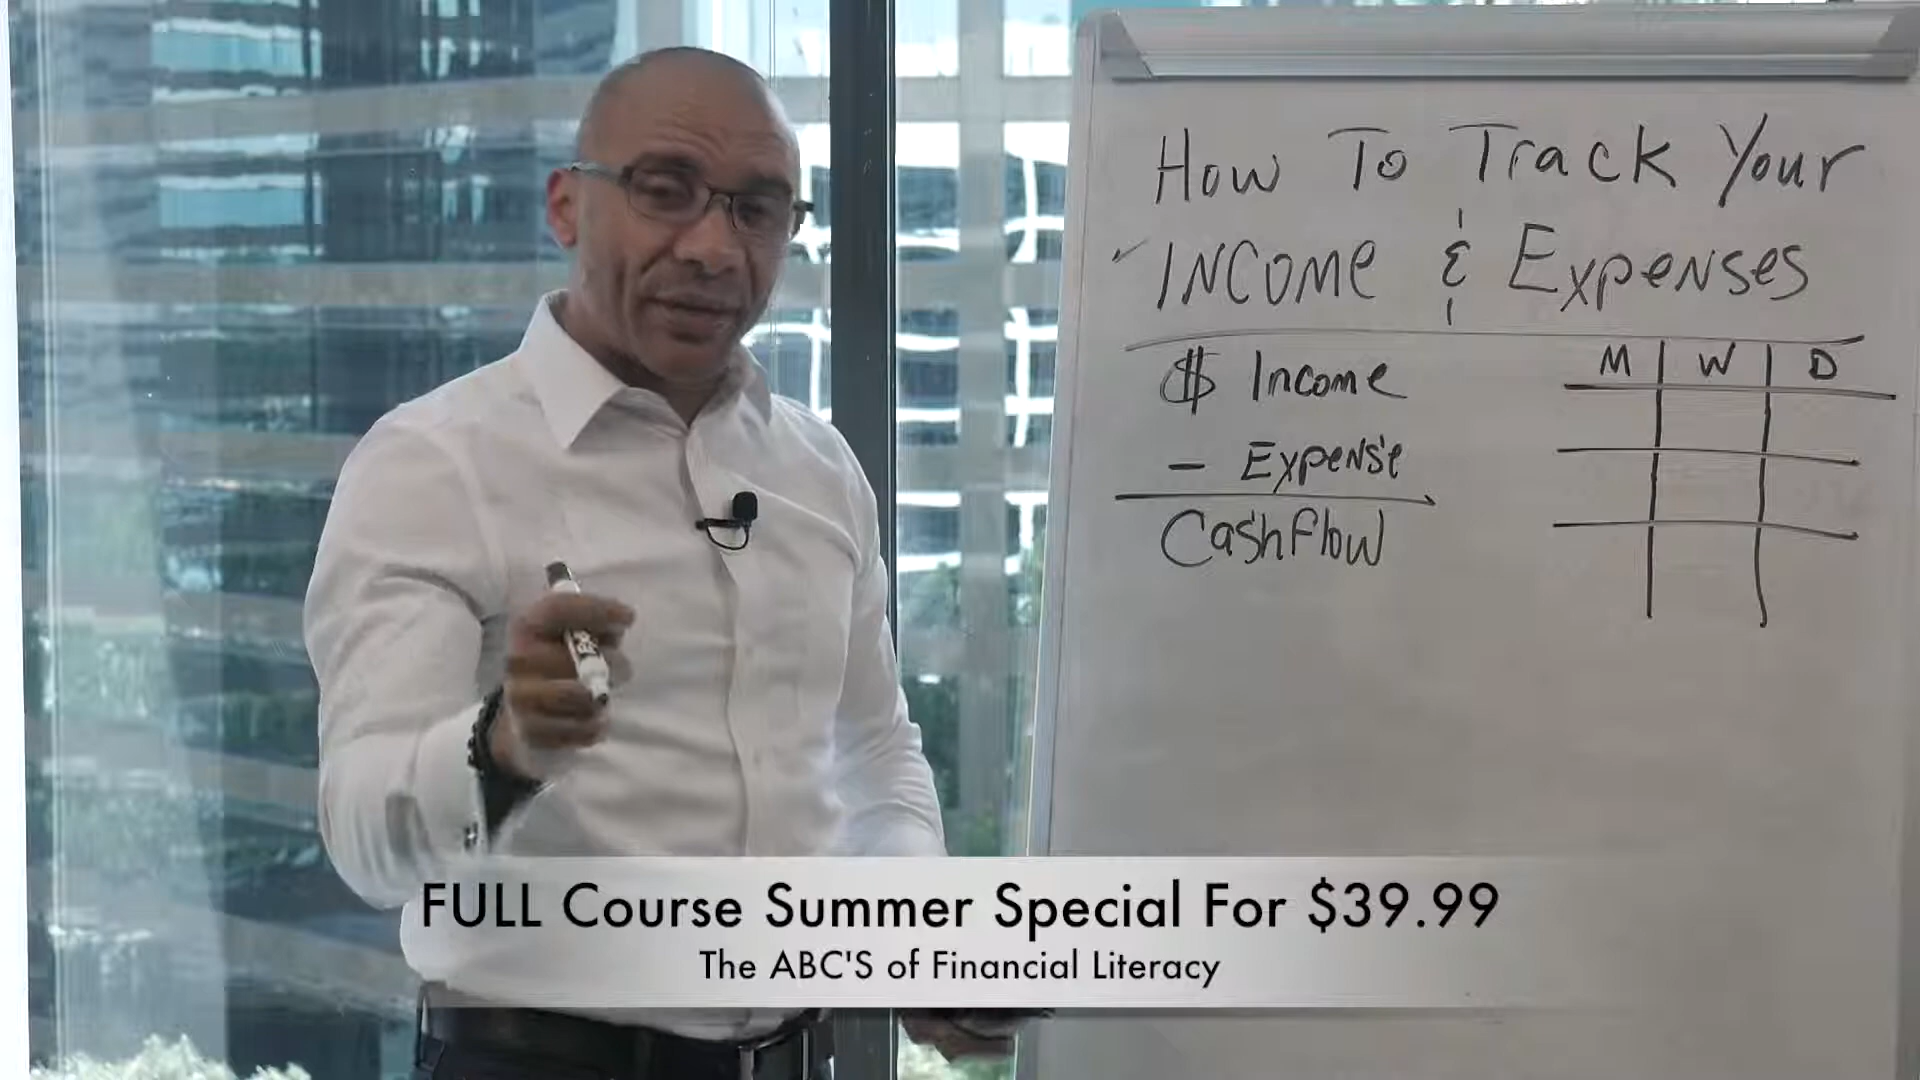 How To Track Your
INCOME & Expenses
$ Income
M W D
- Expense
Cashflow
FULL Course Summer Special For $39.99
The ABC'S of Financial Literacy